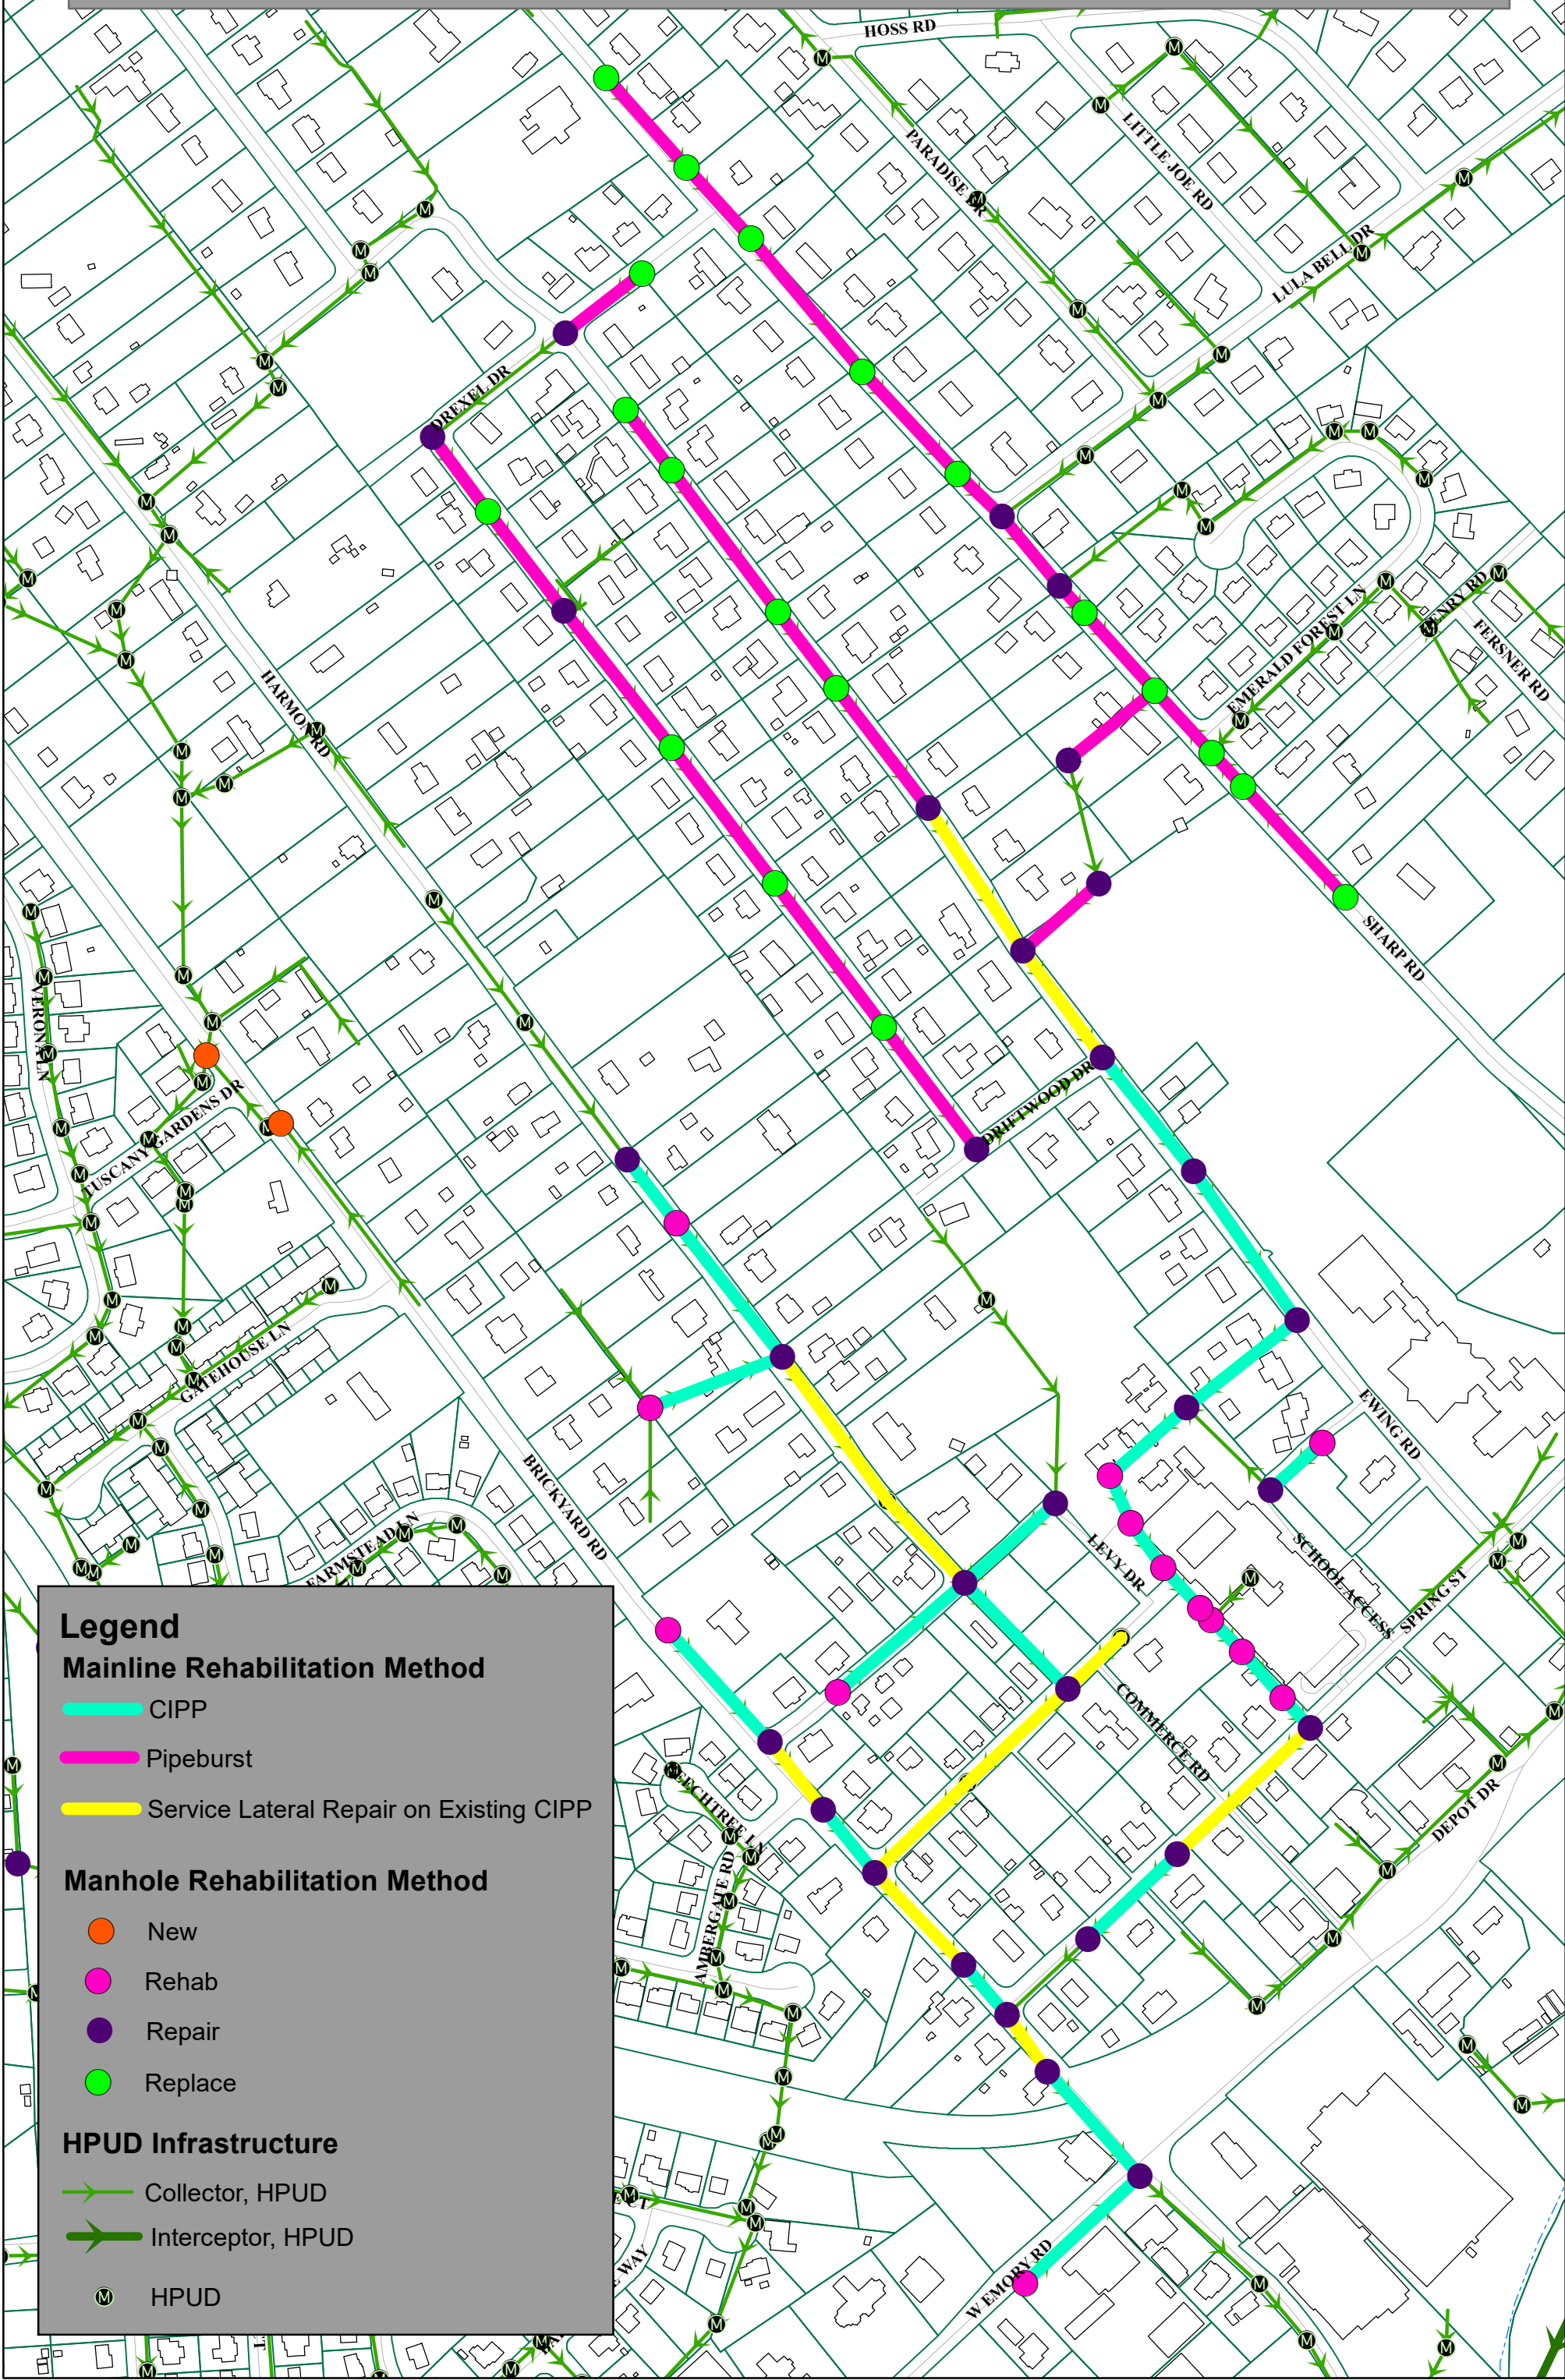 HOSS RD
PARADISE DR
LITTLE JOE RD
LULA BELL DR
DREXEL DR
EMERALD FOREST LN
HENRY RD
FERSNER RD
HARMON RD
SHARP RD
VERONA LN
TUSCANY GARDENS DR
DRIFTWOOD DR
GATEHOUSE LN
EWING RD
BRICKYARD RD
FARMSTEAD LN
LEVY DR
SCHOOL ACCESS
SPRING ST
COMMERCE RD
BEECHTREE LN
DEPOT DR
AMBERGATE RD
W EMORY RD
CT
WAY
Legend
Mainline Rehabilitation Method
CIPP
Pipeburst
Service Lateral Repair on Existing CIPP
Manhole Rehabilitation Method
New
Rehab
Repair
Replace
HPUD Infrastructure
Collector, HPUD
Interceptor, HPUD
M HPUD